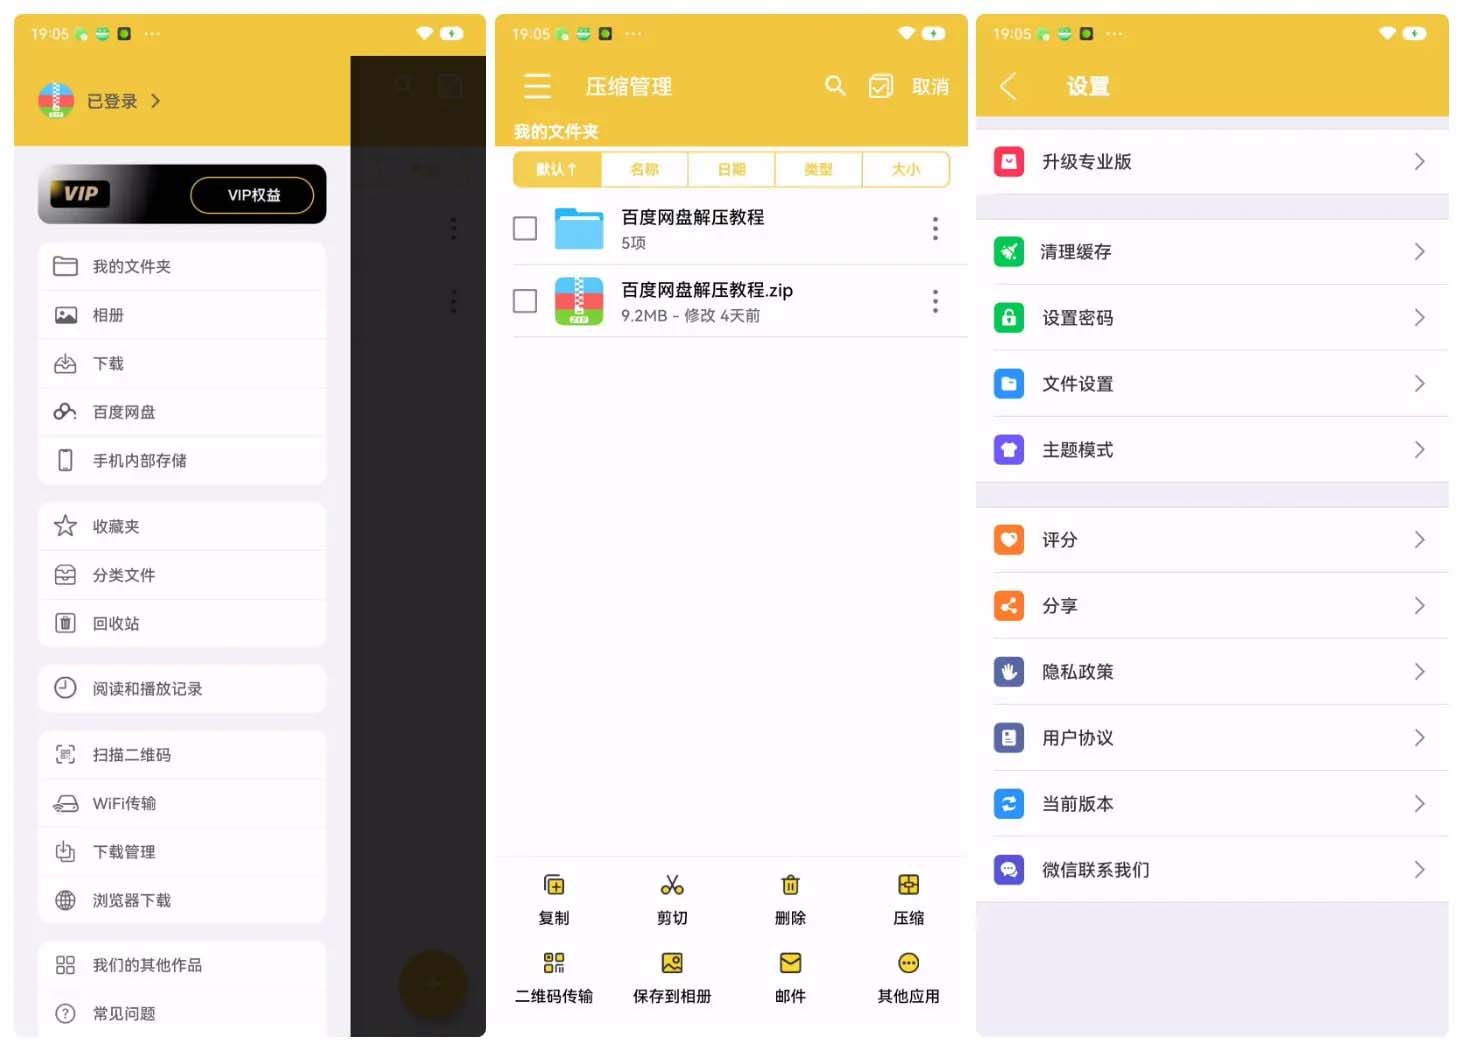 19:05
已登录
VIP
VIP权益
我的文件夹
相册
下载
百度网盘
手机内部存储
收藏夹
分类文件
回收站
阅读和播放记录
扫描二维码
WiFi传输
下载管理
浏览器下载
我们的其他作品
常见问题
19:05
压缩管理
取消
我的文件夹
默认↑ 名称 日期 类型 大小
百度网盘解压教程
5项
百度网盘解压教程.zip
9.2MB - 修改 4天前
ZIP
复制 剪切 删除 压缩
二维码传输 保存到相册 邮件 其他应用
19:05
设置
升级专业版
清理缓存
设置密码
文件设置
主题模式
评分
分享
隐私政策
用户协议
当前版本
微信联系我们